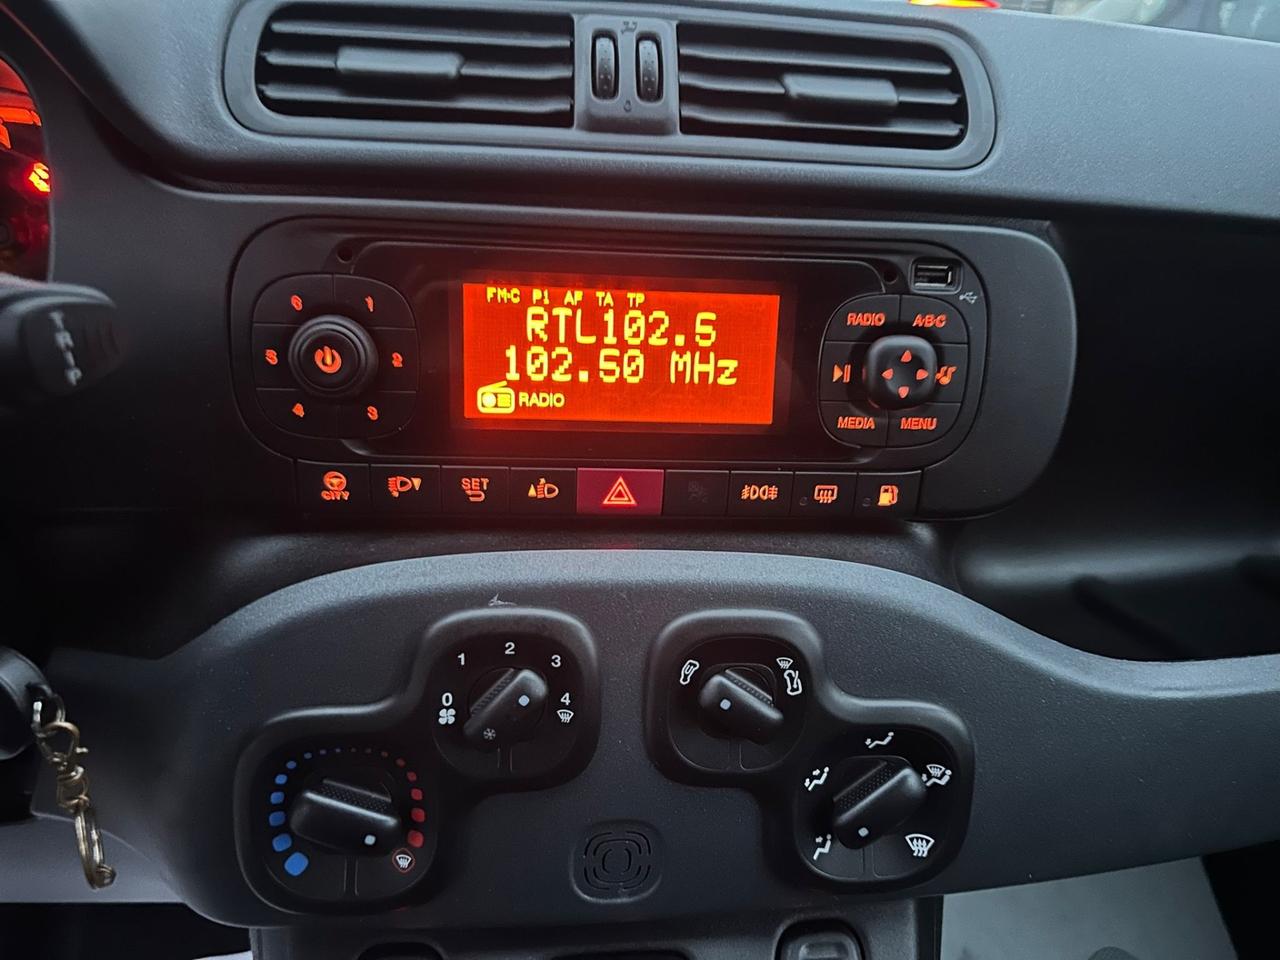 FM-C P1 AF TA TP
RTL102.5
102.50 MHz
RADIO
6 1
5 2
4 3
RADIO A·B·C
MEDIA MENU
CITY
SET
TRIP
0 1 2 3 4